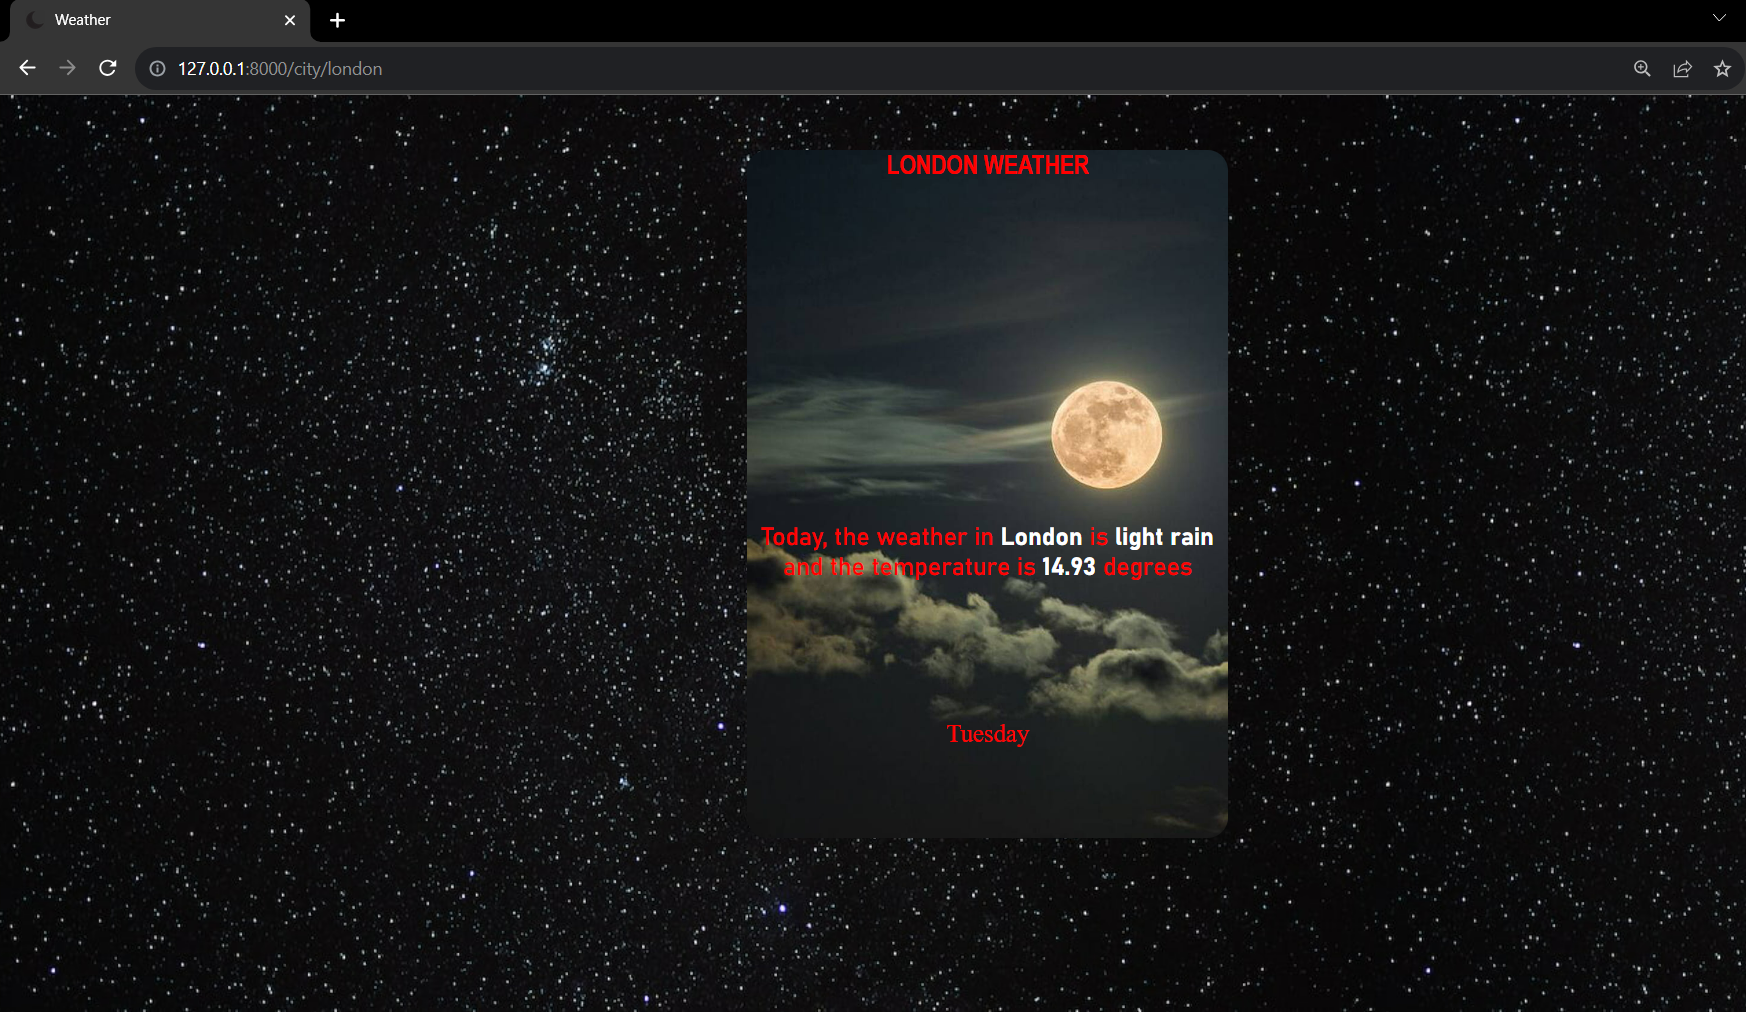 Weather
127.0.0.1:8000/city/london
LONDON WEATHER
Today, the weather in London is light rain
and the temperature is 14.93 degrees
Tuesday